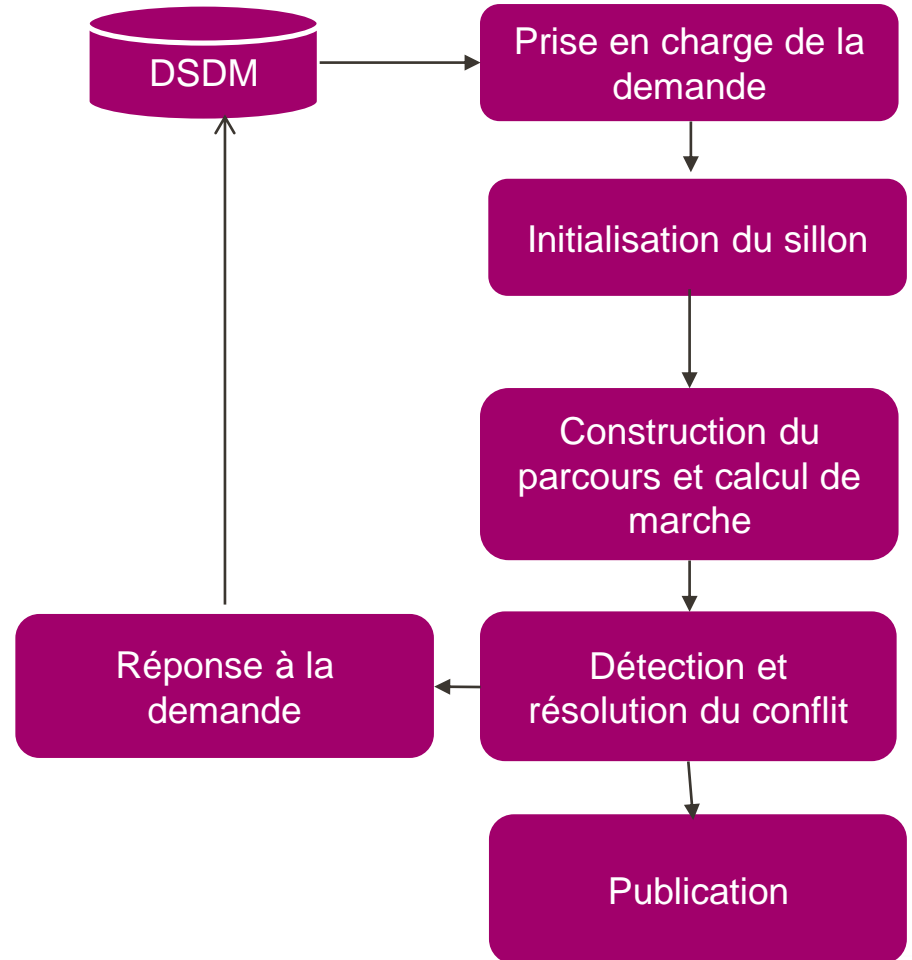 DSDM
Prise en charge de la
demande
Initialisation du sillon
Construction du
parcours et calcul de
marche
Détection et
résolution du conflit
Réponse à la
demande
Publication